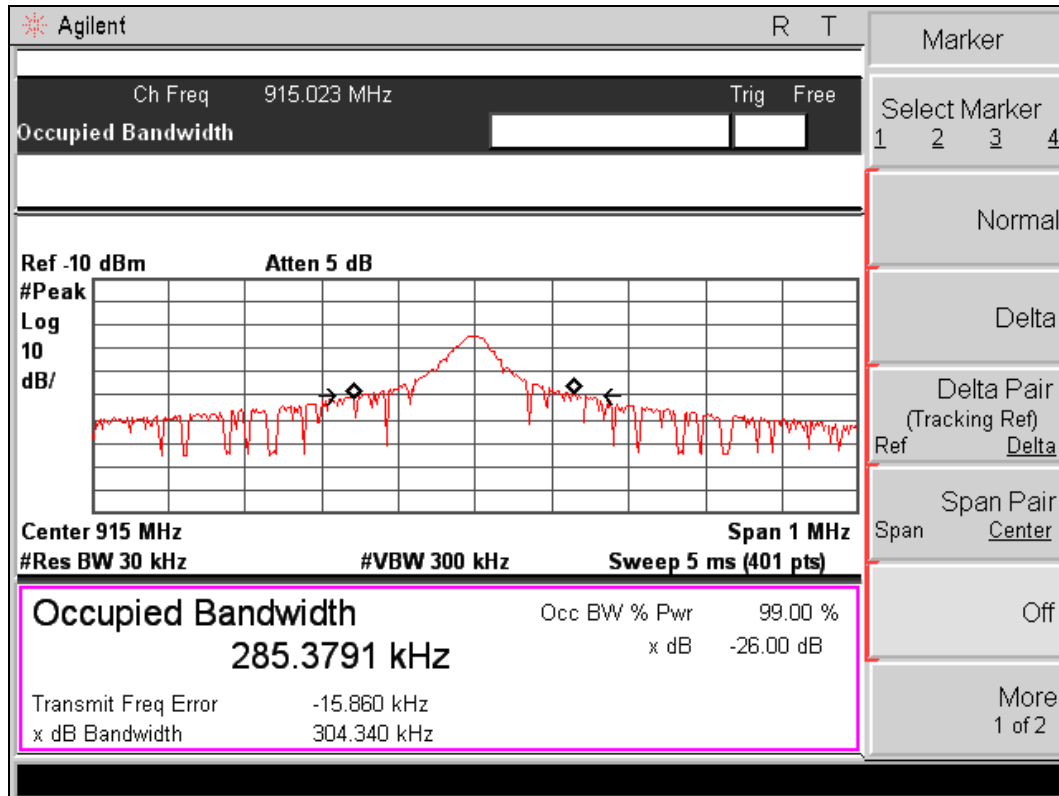 Agilent
R T
Ch Freq 915.023 MHz Trig Free
Occupied Bandwidth
Ref -10 dBm Atten 5 dB
#Peak
Log
10
dB/
Center 915 MHz Span 1 MHz
#Res BW 30 kHz #VBW 300 kHz Sweep 5 ms (401 pts)
Occupied Bandwidth
285.3791 kHz
Occ BW % Pwr 99.00 %
x dB -26.00 dB
Transmit Freq Error -15.860 kHz
x dB Bandwidth 304.340 kHz
Marker
Select Marker
1 2 3 4
Normal
Delta
Delta Pair
(Tracking Ref)
Ref Delta
Span Pair
Span Center
Off
More
1 of 2